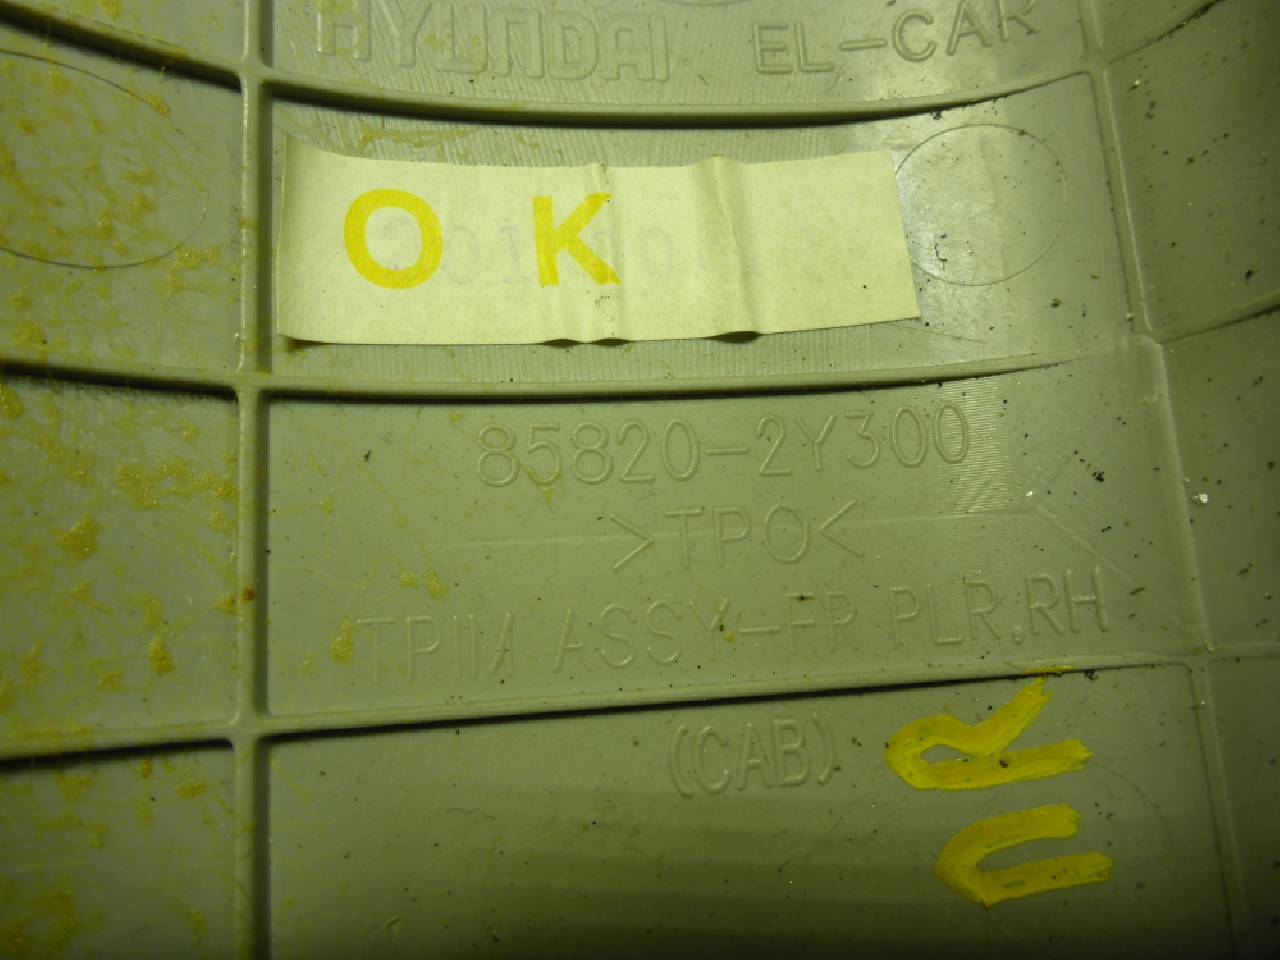 HYUNDAI EL-CAR
OK
85820-2Y300
>TPO<
TRIM ASSY-FR PLR,RH
(CAB)